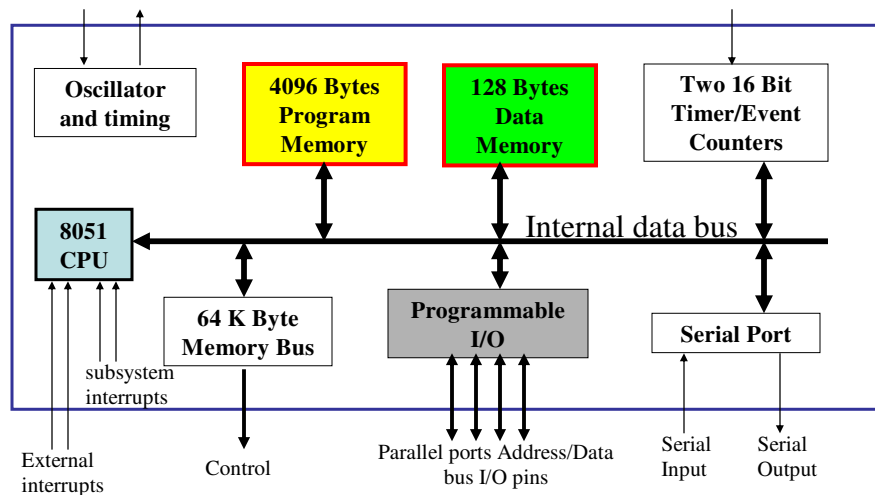 Oscillator
and timing
4096 Bytes
Program
Memory
128 Bytes
Data
Memory
Two 16 Bit
Timer/Event
Counters
8051
CPU
Internal data bus
64 K Byte
Memory Bus
Programmable
I/O
Serial Port
subsystem
interrupts
External
interrupts
Control
Parallel ports Address/Data
bus I/O pins
Serial
Input
Serial
Output